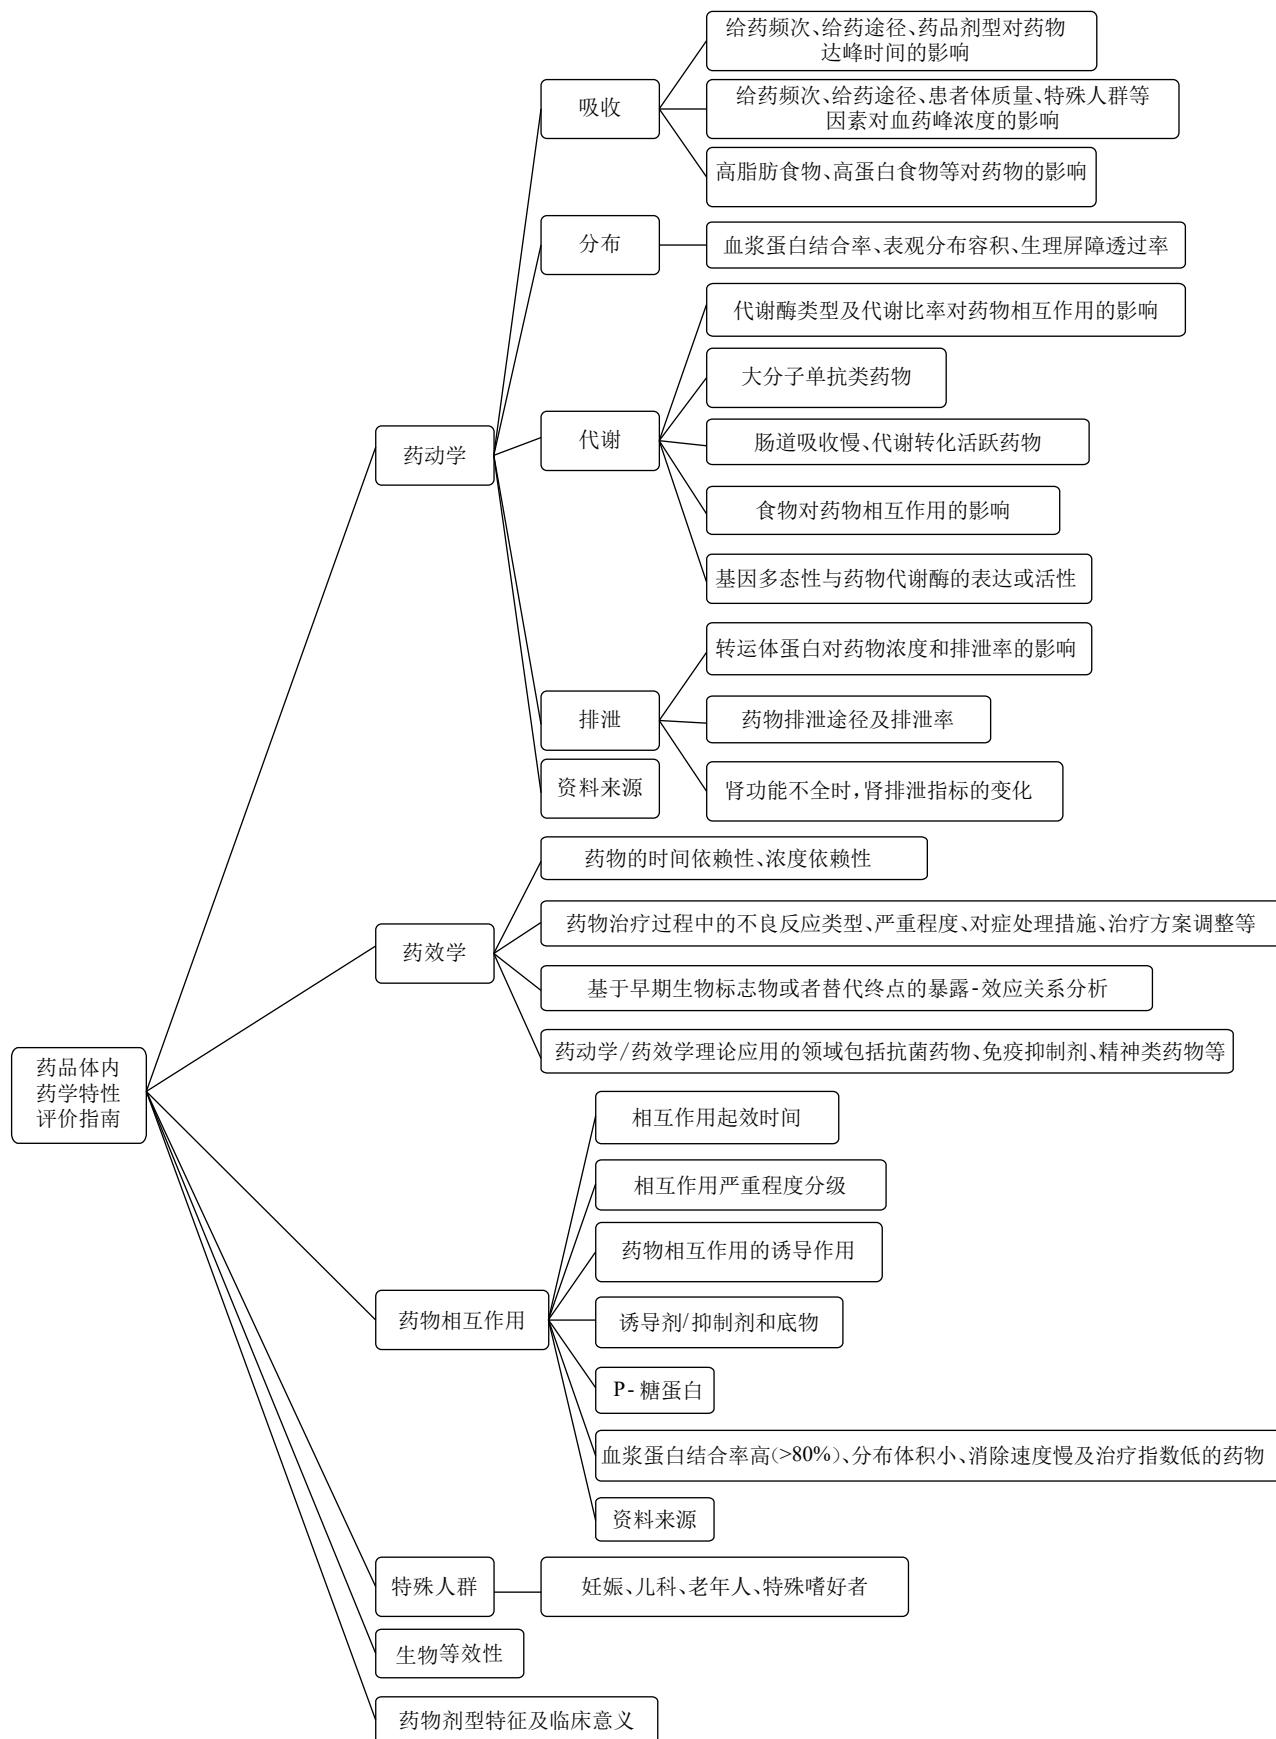 给药频次、给药途径、药品剂型对药物
达峰时间的影响
吸收
给药频次、给药途径、患者体质量、特殊人群等
因素对血药峰浓度的影响
高脂肪食物、高蛋白食物等对药物的影响
分布
血浆蛋白结合率、表观分布容积、生理屏障透过率
代谢酶类型及代谢比率对药物相互作用的影响
大分子单抗类药物
代谢
肠道吸收慢、代谢转化活跃药物
药动学
食物对药物相互作用的影响
基因多态性与药物代谢酶的表达或活性
转运体蛋白对药物浓度和排泄率的影响
排泄
药物排泄途径及排泄率
资料来源
肾功能不全时，肾排泄指标的变化
药物的时间依赖性、浓度依赖性
药物治疗过程中的不良反应类型、严重程度、对症处理措施、治疗方案调整等
药效学
基于早期生物标志物或者替代终点的暴露-效应关系分析
药动学/药效学理论应用的领域包括抗菌药物、免疫抑制剂、精神类药物等
药品体内
药学特性
评价指南
相互作用起效时间
相互作用严重程度分级
药物相互作用的诱导作用
药物相互作用
诱导剂/抑制剂和底物
P-糖蛋白
血浆蛋白结合率高(>80%)、分布体积小、消除速度慢及治疗指数低的药物
资料来源
特殊人群
妊娠、儿科、老年人、特殊嗜好者
生物等效性
药物剂型特征及临床意义